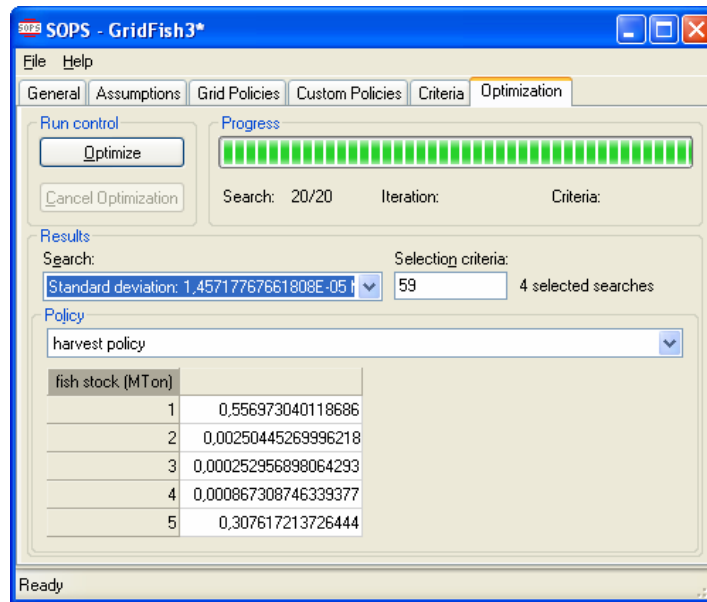 SOPS SOPS - GridFish3*
File Help
General Assumptions Grid Policies Custom Policies Criteria Optimization
Run control Progress
Optimize
Cancel Optimization Search: 20/20 Iteration: Criteria:
Results
Search: Selection criteria:
Standard deviation: 1,45717767661808E-05 59 4 selected searches
Policy
harvest policy
fish stock (MTon)
1 0,556973040118686
2 0,00250445269996218
3 0,000252956898064293
4 0,000867308746339377
5 0,307617213726444
Ready